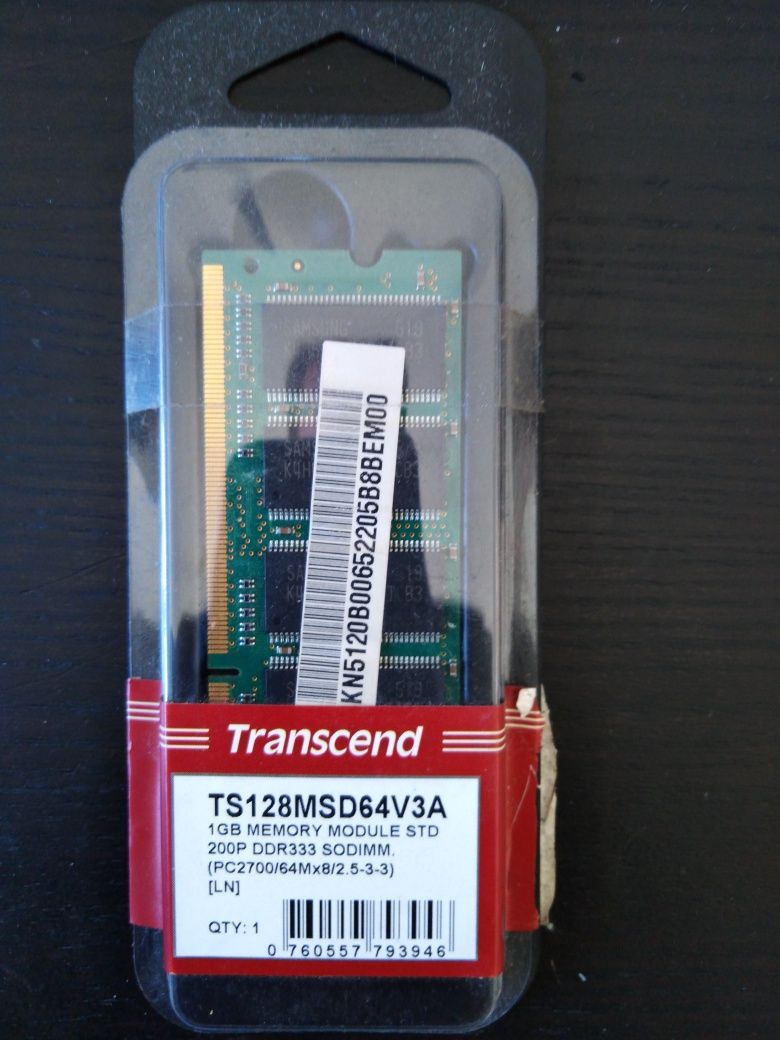 SAMSUNG
KN5120B00652205B8BEM00
Transcend
TS128MSD64V3A
1GB MEMORY MODULE STD
200P DDR333 SODIMM.
(PC2700/64Mx8/2.5-3-3)
[LN]
QTY: 1
0 760557 793946